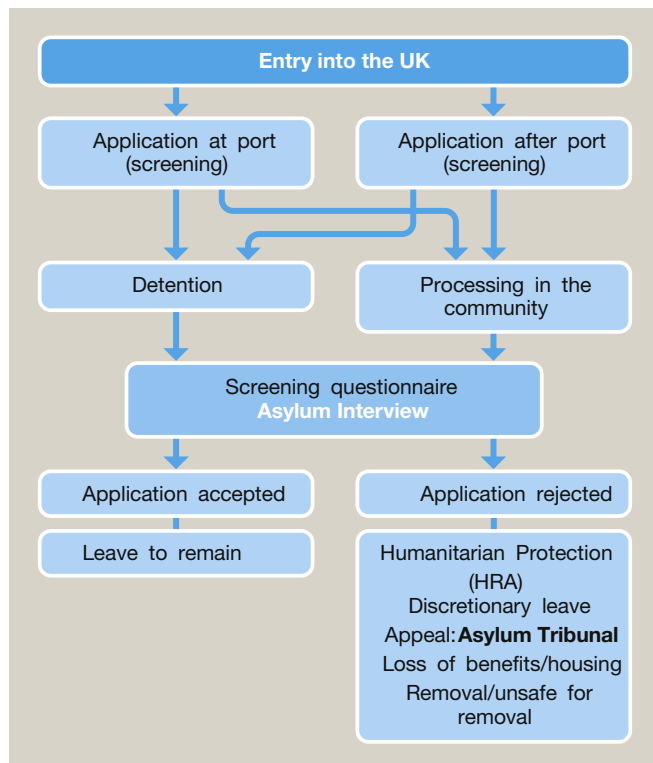 Entry into the UK
Application at port
(screening)
Application after port
(screening)
Detention
Processing in the
community
Screening questionnaire
Asylum Interview
Application accepted
Application rejected
Leave to remain
Humanitarian Protection
(HRA)
Discretionary leave
Appeal:Asylum Tribunal
Loss of benefits/housing
Removal/unsafe for
removal